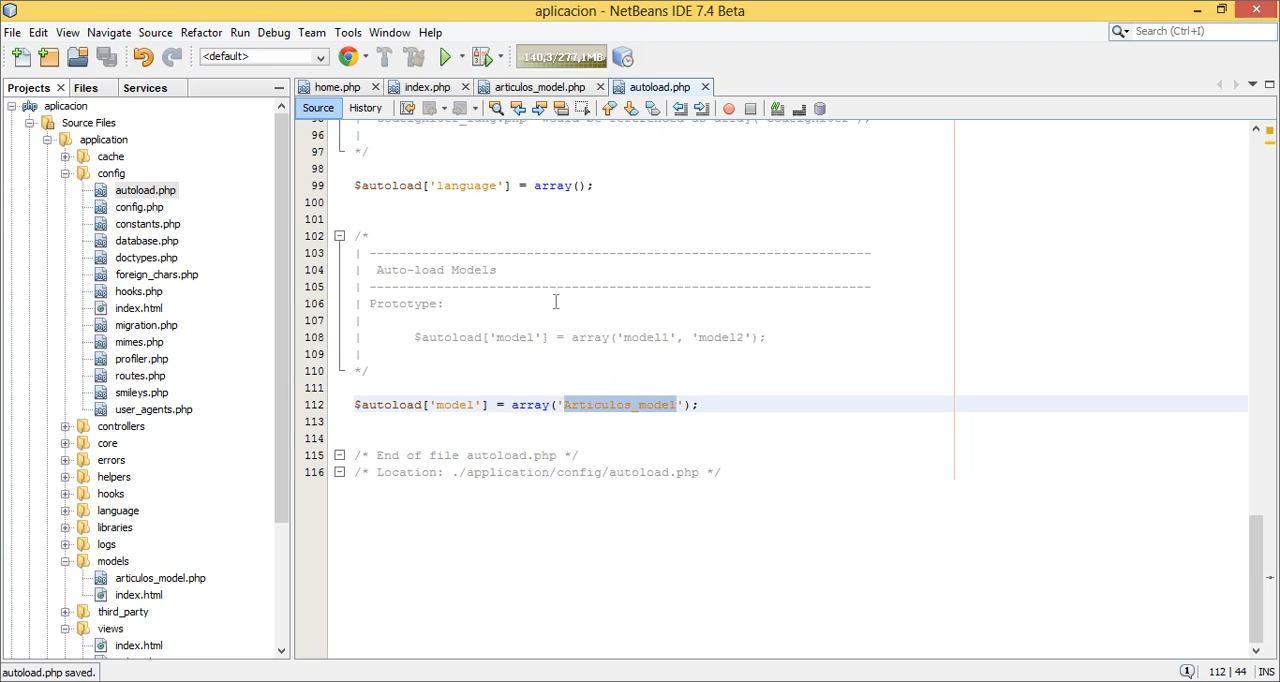 aplicacion - NetBeans IDE 7.4 Beta
File Edit View Navigate Source Refactor Run Debug Team Tools Window Help
Search (Ctrl+I)
<default>
140,3/277,1MB
Projects Files Services
home.php index.php articulos_model.php autoload.php
Source History
aplicacion
Source Files
application
cache
config
autoload.php
config.php
constants.php
database.php
doctypes.php
foreign_chars.php
hooks.php
index.html
migration.php
mimes.php
profiler.php
routes.php
smileys.php
user_agents.php
controllers
core
errors
helpers
hooks
language
libraries
logs
models
articulos_model.php
index.html
third_party
views
index.html
96 |
97 */
98
99 $autoload['language'] = array();
100
101
102 /*
103 | -------------------------------------------------------------------
104 | Auto-load Models
105 | -------------------------------------------------------------------
106 | Prototype:
107 |
108 | $autoload['model'] = array('model1', 'model2');
109 |
110 */
111
112 $autoload['model'] = array('Articulos_model');
113
114
115 /* End of file autoload.php */
116 /* Location: ./application/config/autoload.php */
autoload.php saved.
112 | 44 INS